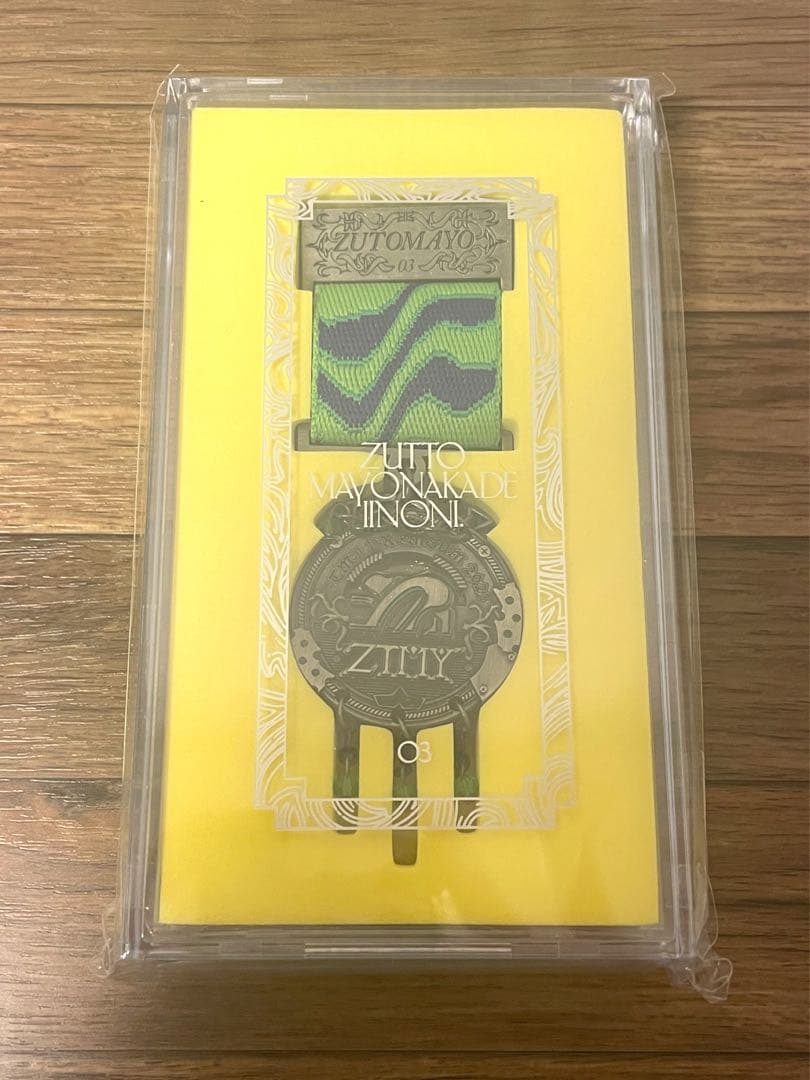 ZUTOMAYO
03
ZUTTO
MAYONAKADE
IINONI.
ZTMY
03